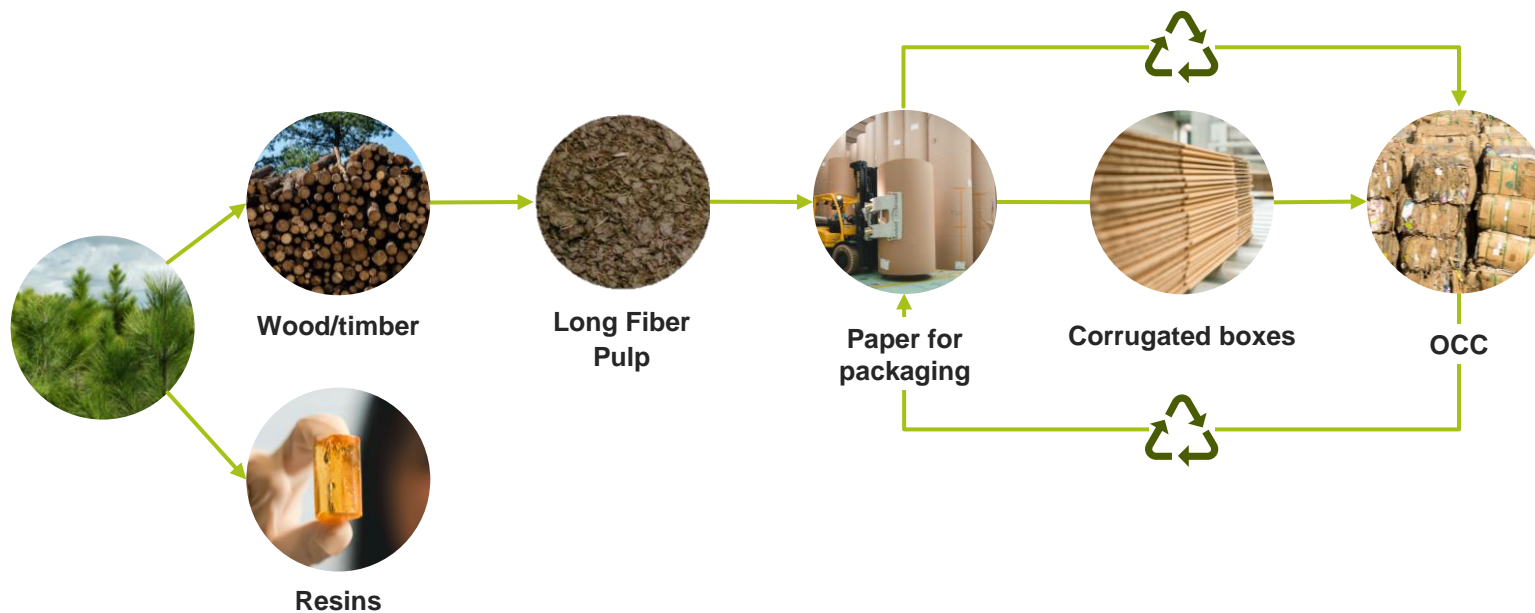 Wood/timber
Long Fiber
Pulp
Paper for
packaging
Corrugated boxes
OCC
Resins